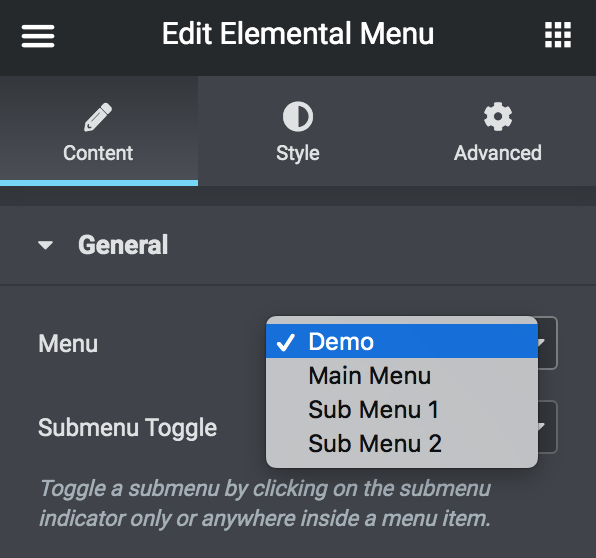 Edit Elemental Menu
Content
Style
Advanced
General
Menu
Demo
Main Menu
Sub Menu 1
Sub Menu 2
Submenu Toggle
Toggle a submenu by clicking on the submenu
indicator only or anywhere inside a menu item.